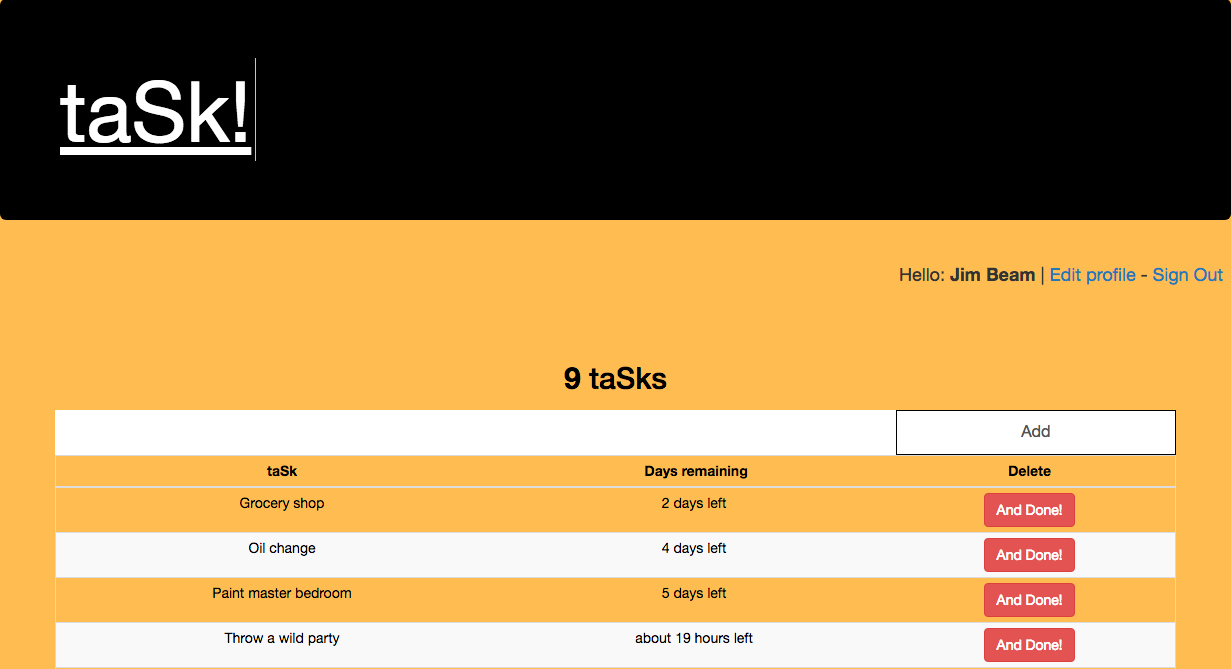 taSk!
Hello: Jim Beam | Edit profile - Sign Out
9 taSks
Add
taSk Days remaining Delete
Grocery shop 2 days left And Done!
Oil change 4 days left And Done!
Paint master bedroom 5 days left And Done!
Throw a wild party about 19 hours left And Done!